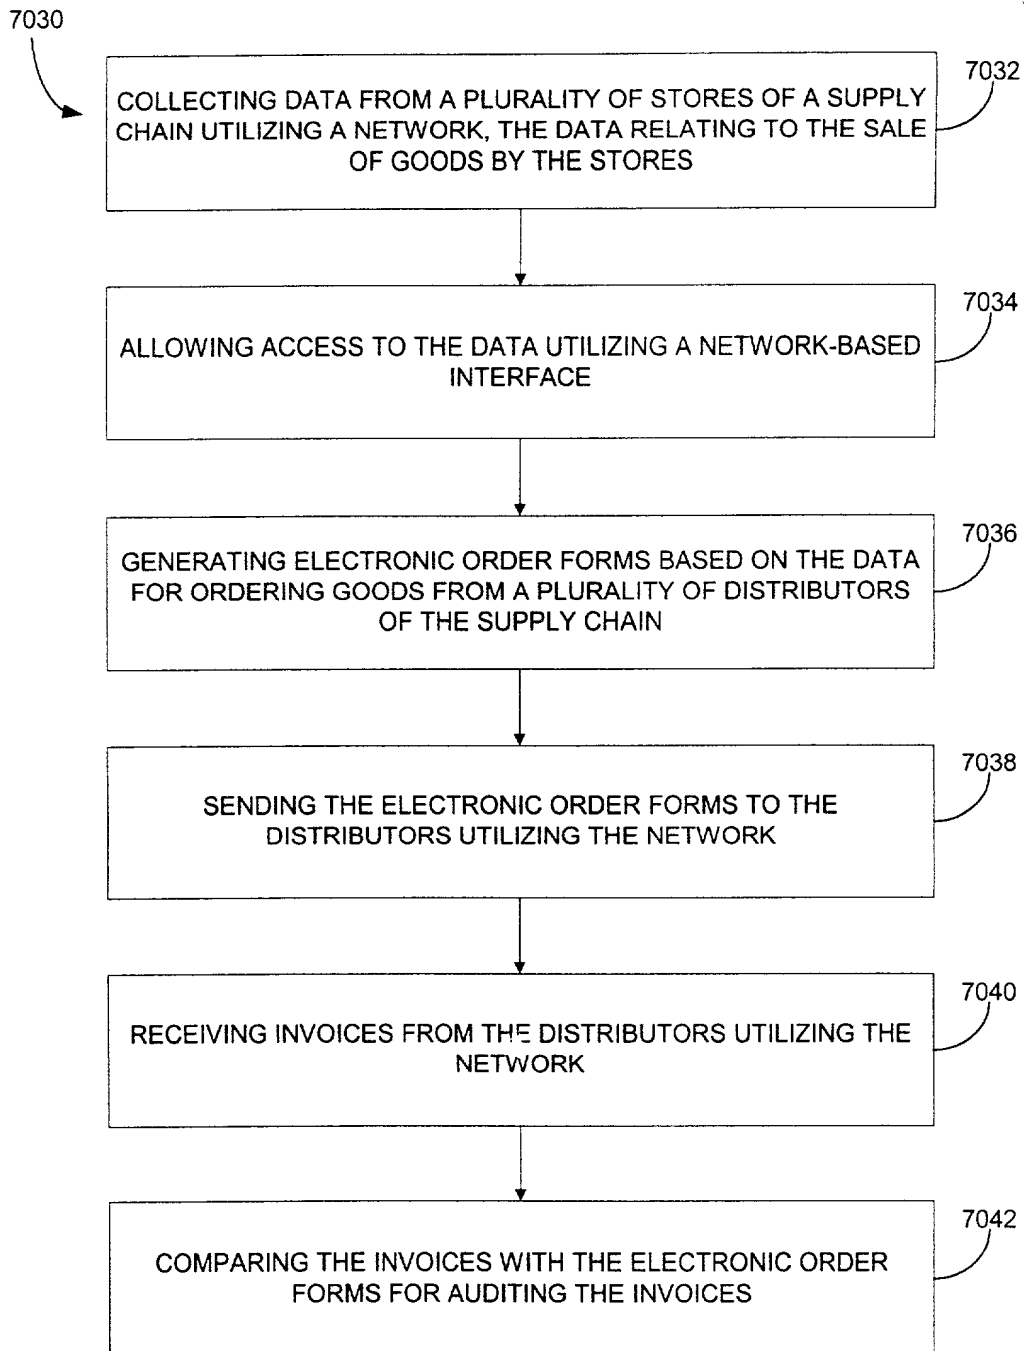 7030
7032
COLLECTING DATA FROM A PLURALITY OF STORES OF A SUPPLY
CHAIN UTILIZING A NETWORK, THE DATA RELATING TO THE SALE
OF GOODS BY THE STORES
7034
ALLOWING ACCESS TO THE DATA UTILIZING A NETWORK-BASED
INTERFACE
7036
GENERATING ELECTRONIC ORDER FORMS BASED ON THE DATA
FOR ORDERING GOODS FROM A PLURALITY OF DISTRIBUTORS
OF THE SUPPLY CHAIN
7038
SENDING THE ELECTRONIC ORDER FORMS TO THE
DISTRIBUTORS UTILIZING THE NETWORK
7040
RECEIVING INVOICES FROM THE DISTRIBUTORS UTILIZING THE
NETWORK
7042
COMPARING THE INVOICES WITH THE ELECTRONIC ORDER
FORMS FOR AUDITING THE INVOICES